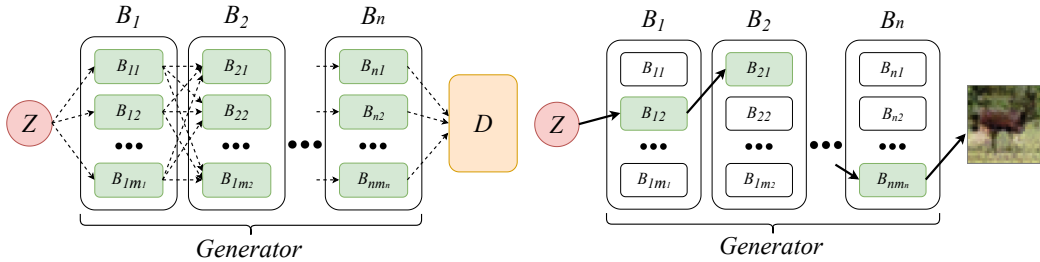 B1 B2 Bn
Z
B11 B21 Bn1
B12 B22 Bn2
●●● ●●● ●●● ●●●
B1m1 B1m2 Bnmn
D
Generator
B1 B2 Bn
Z
B11 B21 Bn1
B12 B22 Bn2
●●● ●●● ●●● ●●●
B1m1 B1m2 Bnmn
Generator